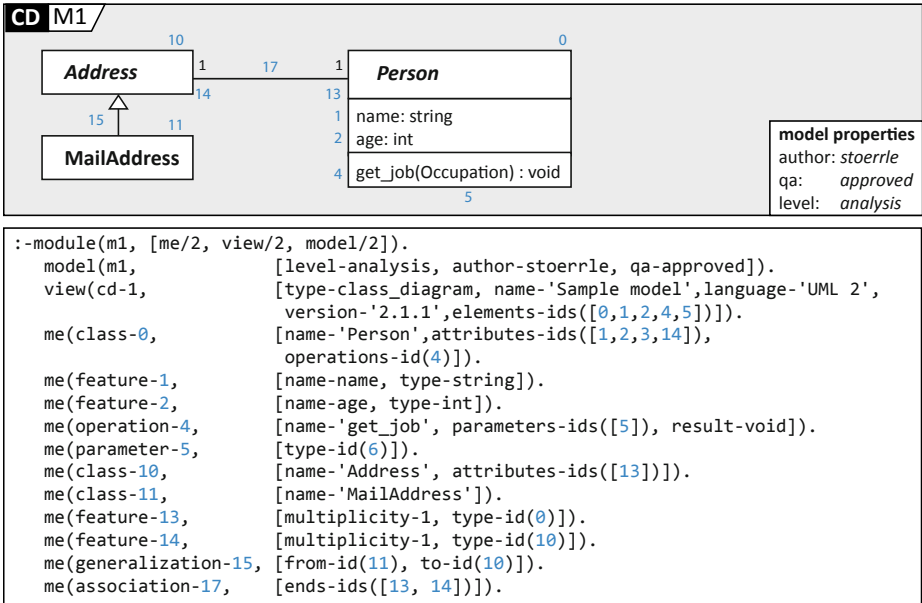 CD M1
10
0
Address
1
17
1
Person
14
13
15
11
1
name: string
2
age: int
MailAddress
4
get_job(Occupation) : void
5
model properties
author: stoerrle
qa: approved
level: analysis
:-module(m1, [me/2, view/2, model/2]).
model(m1, [level-analysis, author-stoerrle, qa-approved]).
view(cd-1, [type-class_diagram, name-'Sample model',language-'UML 2',
version-'2.1.1',elements-ids([0,1,2,4,5])]).
me(class-0, [name-'Person',attributes-ids([1,2,3,14]),
operations-id(4)]).
me(feature-1, [name-name, type-string]).
me(feature-2, [name-age, type-int]).
me(operation-4, [name-'get_job', parameters-ids([5]), result-void]).
me(parameter-5, [type-id(6)]).
me(class-10, [name-'Address', attributes-ids([13])]).
me(class-11, [name-'MailAddress']).
me(feature-13, [multiplicity-1, type-id(0)]).
me(feature-14, [multiplicity-1, type-id(10)]).
me(generalization-15, [from-id(11), to-id(10)]).
me(association-17, [ends-ids([13, 14])]).